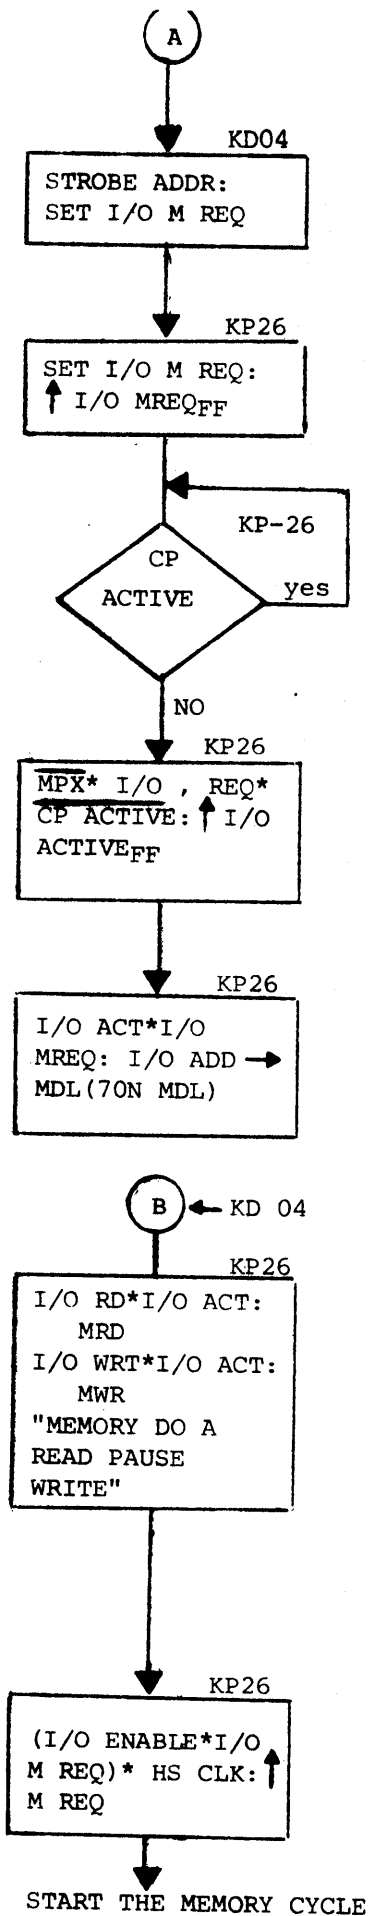 A
KD04
STROBE ADDR:
SET I/O M REQ
KP26
SET I/O M REQ:
↑ I/O MREQFF
KP-26
CP
ACTIVE
yes
NO
KP26
MPX* I/O , REQ*
CP ACTIVE: ↑ I/O
ACTIVEFF
KP26
I/O ACT*I/O
MREQ: I/O ADD →
MDL(70N MDL)
B ← KD 04
KP26
I/O RD*I/O ACT:
MRD
I/O WRT*I/O ACT:
MWR
"MEMORY DO A
READ PAUSE
WRITE"
KP26
(I/O ENABLE*I/O
M REQ)* HS CLK: ↑
M REQ
START THE MEMORY CYCLE